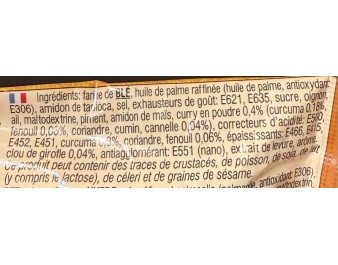 Ingrédients: farine de BLÉ, huile de palme raffinée (huile de palme, antioxydant:
E306), amidon de tapioca, sel, exhausteurs de goût: E621, E635, sucre, oignon,
ail, maltodextrine, piment, amidon de maïs, curry en poudre 0,4% (curcuma 0,18%,
fenouil 0,06%, coriandre, cumin, cannelle 0,04%), correcteurs d'acidité: E500,
E452, E451, curcuma 0,3%, fenouil 0,06%, épaississants: E466, E415,
clou de girofle 0,04%, antiagglomérant: E551 (nano), extrait de levure, arôme.
Ce produit peut contenir des traces de crustacés, de poisson, de soja, de lait
(y compris le lactose), de céleri et de graines de sésame.
antioxidant E306),
maltodextrin,